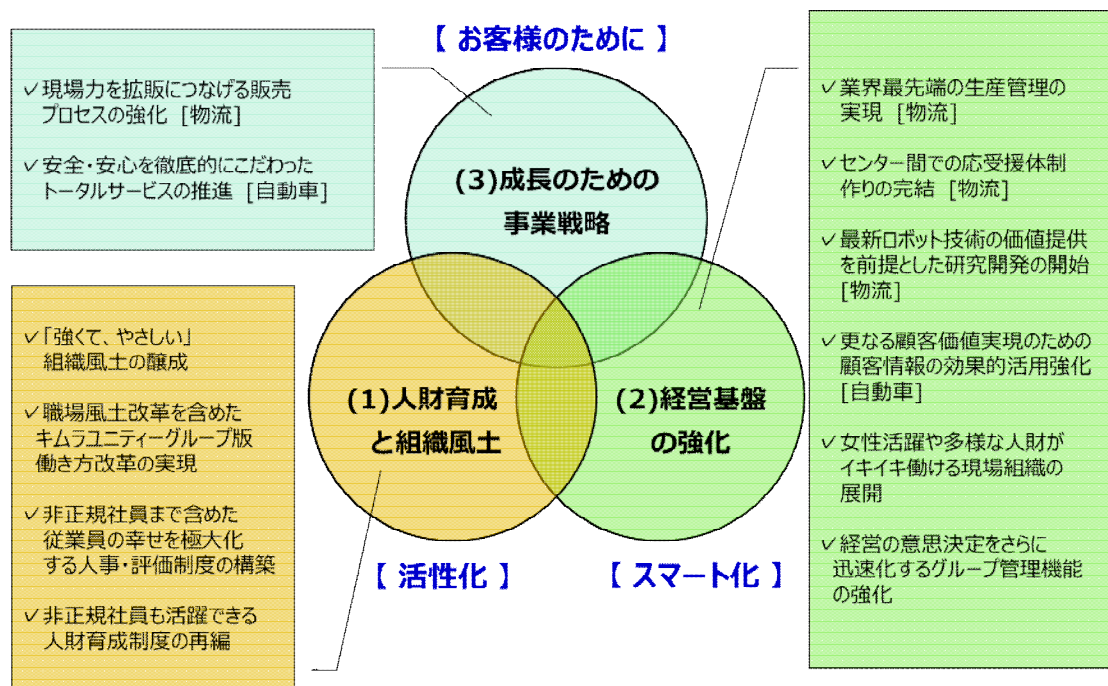 【 お客様のために 】
✓現場力を拡販につなげる販売
プロセスの強化 [物流]
✓安全・安心を徹底的にこだわった
トータルサービスの推進 [自動車]
(3)成長のための
事業戦略
✓「強くて、やさしい」
組織風土の醸成
✓職場風土改革を含めた
キムラユニティーグループ版
働き方改革の実現
✓非正規社員まで含めた
従業員の幸せを極大化
する人事・評価制度の構築
✓非正規社員も活躍できる
人財育成制度の再編
(1)人財育成
と組織風土
【 活性化 】
(2)経営基盤
の強化
【 スマート化 】
✓業界最先端の生産管理の
実現 [物流]
✓センター間での応受援体制
作りの完結 [物流]
✓最新ロボット技術の価値提供
を前提とした研究開発の開始
[物流]
✓更なる顧客価値実現のための
顧客情報の効果的活用強化
[自動車]
✓女性活躍や多様な人財が
イキイキ働ける現場組織の
展開
✓経営の意思決定をさらに
迅速化するグループ管理機能
の強化